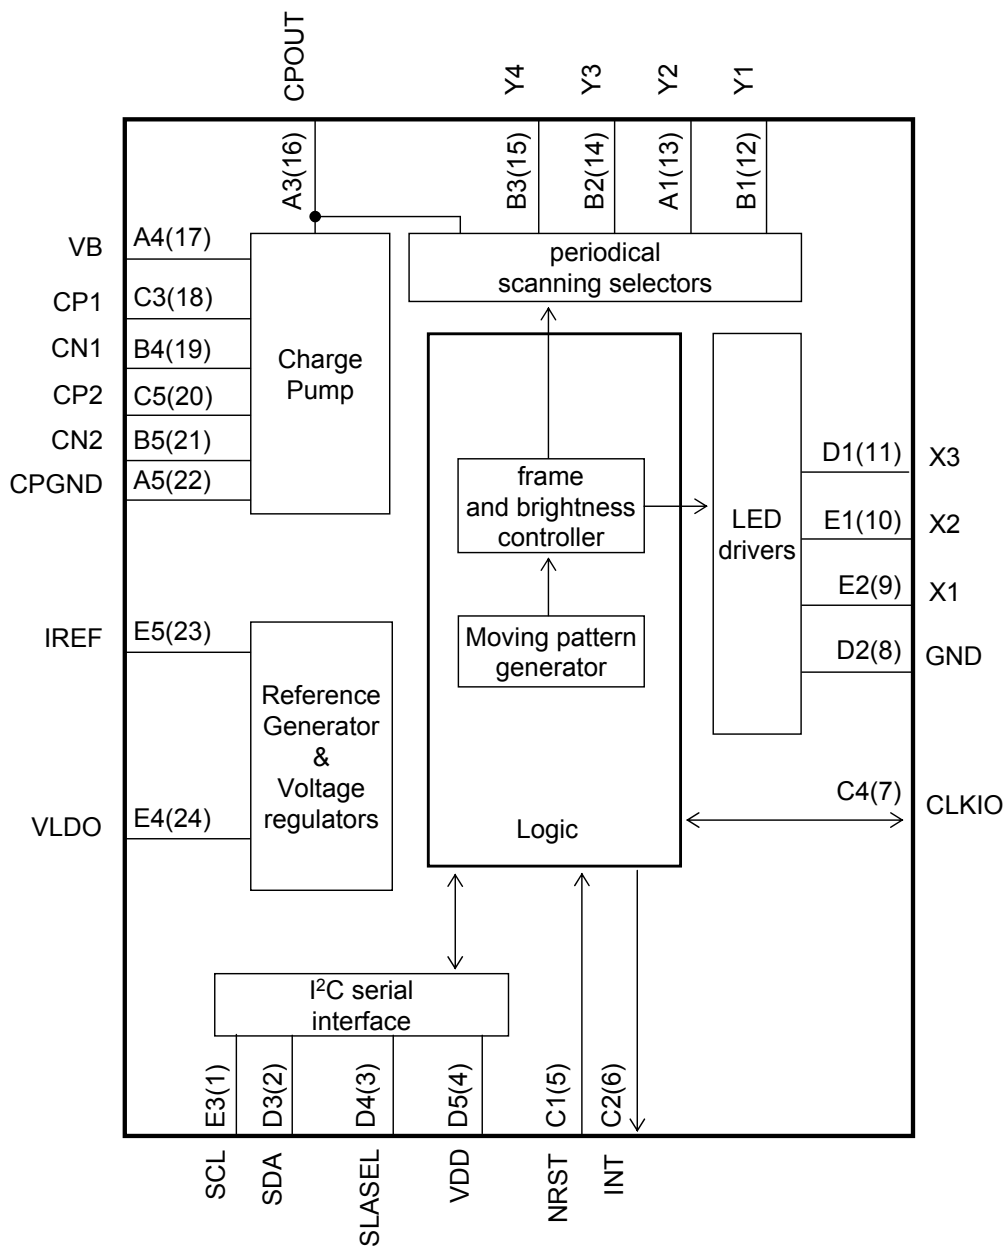 CPOUT
Y4
Y3
Y2
Y1
A3(16)
B3(15)
B2(14)
A1(13)
B1(12)
VB
A4(17)
CP1
C3(18)
CN1
B4(19)
CP2
C5(20)
CN2
B5(21)
CPGND
A5(22)
Charge
Pump
periodical
scanning selectors
frame
and brightness
controller
Moving pattern
generator
Logic
LED
drivers
D1(11)
X3
E1(10)
X2
E2(9)
X1
D2(8)
GND
C4(7)
CLKIO
IREF
E5(23)
VLDO
E4(24)
Reference
Generator
&
Voltage
regulators
I²C serial
interface
E3(1)
D3(2)
D4(3)
D5(4)
C1(5)
C2(6)
SCL
SDA
SLASEL
VDD
NRST
INT